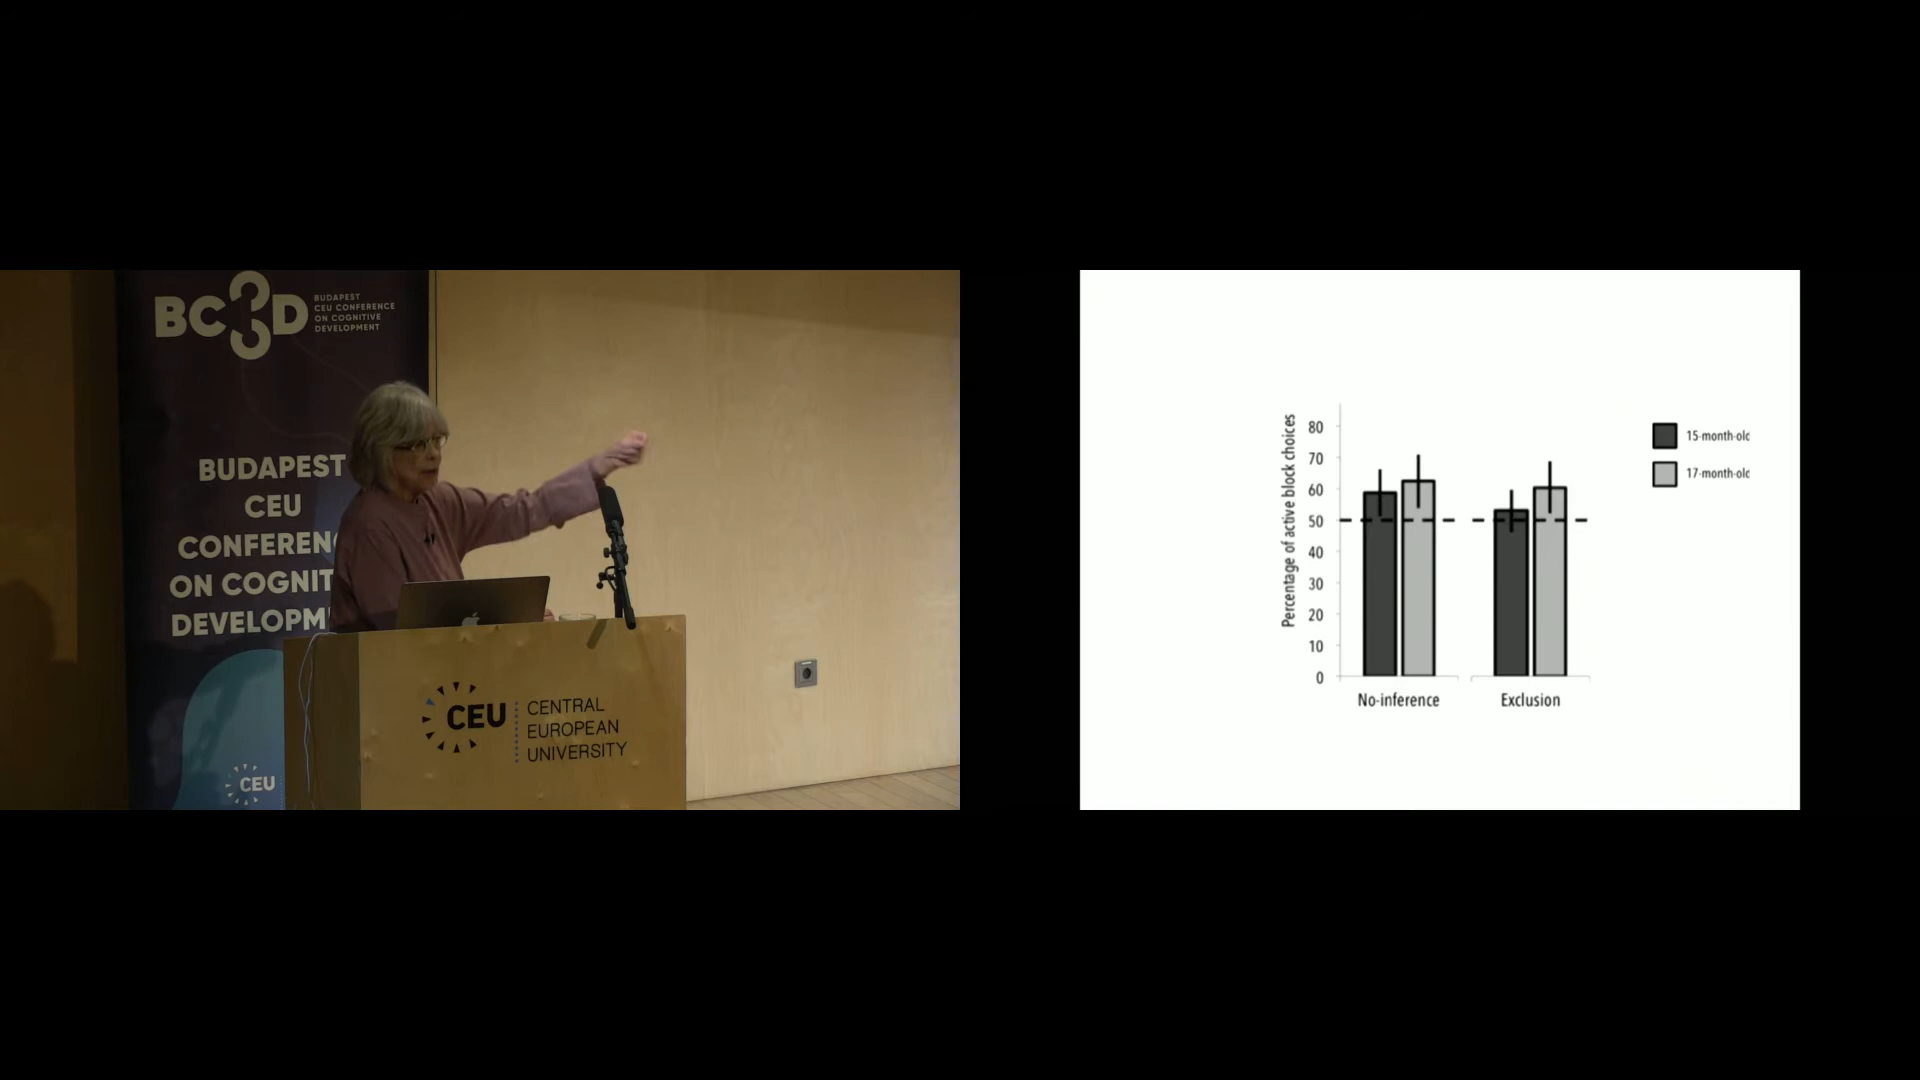 BC3D
BUDAPEST
CEU CONFERENCE
ON COGNITIVE
DEVELOPMENT
BUDAPEST
CEU
CONFEREN
ON COGNIT
DEVELOPM
CEU
CEU
CENTRAL
EUROPEAN
UNIVERSITY
Percentage of active block choices
80
70
60
50
40
30
20
10
0
No-inference
Exclusion
15-month-olc
17-month-olc